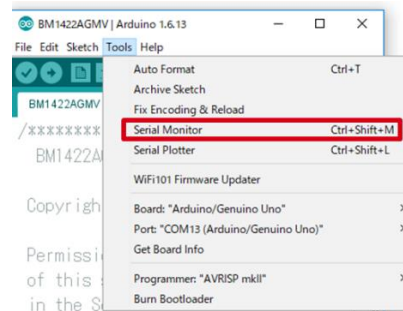 BM1422AGMV | Arduino 1.6.13
File Edit Sketch Tools Help
Auto Format Ctrl+T
Archive Sketch
BM1422AGMV
Fix Encoding & Reload
/********
Serial Monitor Ctrl+Shift+M
BM1422A
Serial Plotter Ctrl+Shift+L
WiFi101 Firmware Updater
Copyrigh
Board: "Arduino/Genuino Uno"
Port: "COM13 (Arduino/Genuino Uno)"
Permissi
Get Board Info
of this
Programmer: "AVRISP mkII"
in the S
Burn Bootloader